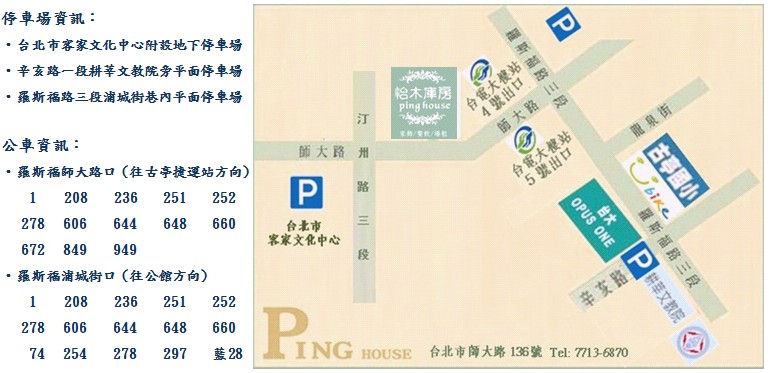 停車場資訊：
・台北市客家文化中心附設地下停車場
・辛亥路一段耕莘文教院旁平面停車場
・羅斯福路三段浦城街巷內平面停車場
公車資訊：
・羅斯福師大路口（往古亭捷運站方向）
1 208 236 251 252
278 606 644 648 660
672 849 949
・羅斯福浦城街口（往公館方向）
1 208 236 251 252
278 606 644 648 660
74 254 278 297 藍28
羅斯福路三段
台電大樓站
4號出口
枱木庫房
ping house
師大路
汀州路三段
師大路
台電大樓站
5號出口
龍泉街
古亭國小
U bike
P
台北市
客家文化中心
OPUS ONE
羅斯福路三段
P
辛亥路
耕莘文教院
PING HOUSE
台北市師大路 136號 Tel: 7713-6870